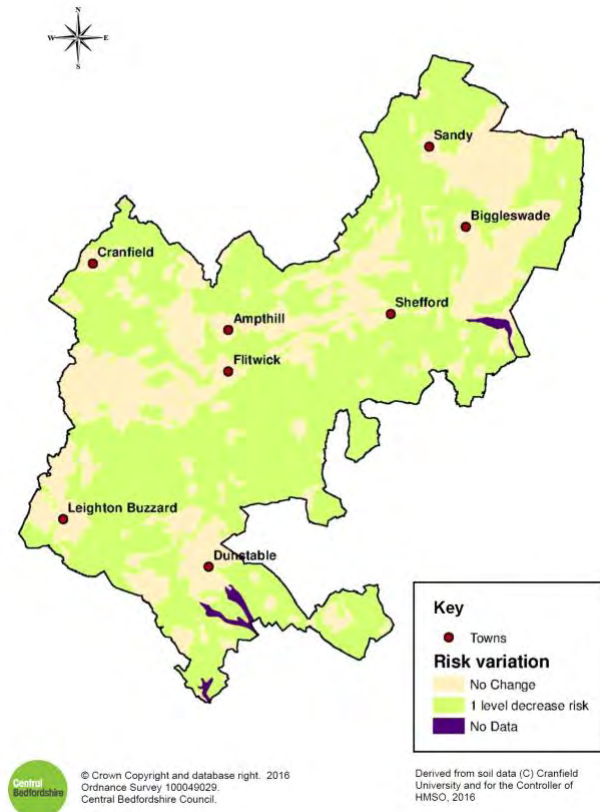 N
W
E
S
Sandy
Biggleswade
Cranfield
Shefford
Ampthill
Flitwick
Leighton Buzzard
Dunstable
Key
Towns
Risk variation
No Change
1 level decrease risk
No Data
Central
Bedfordshire
© Crown Copyright and database right. 2016
Ordnance Survey 100049029.
Central Bedfordshire Council.
Derived from soil data (C) Cranfield
University and for the Controller of
HMSO, 2016